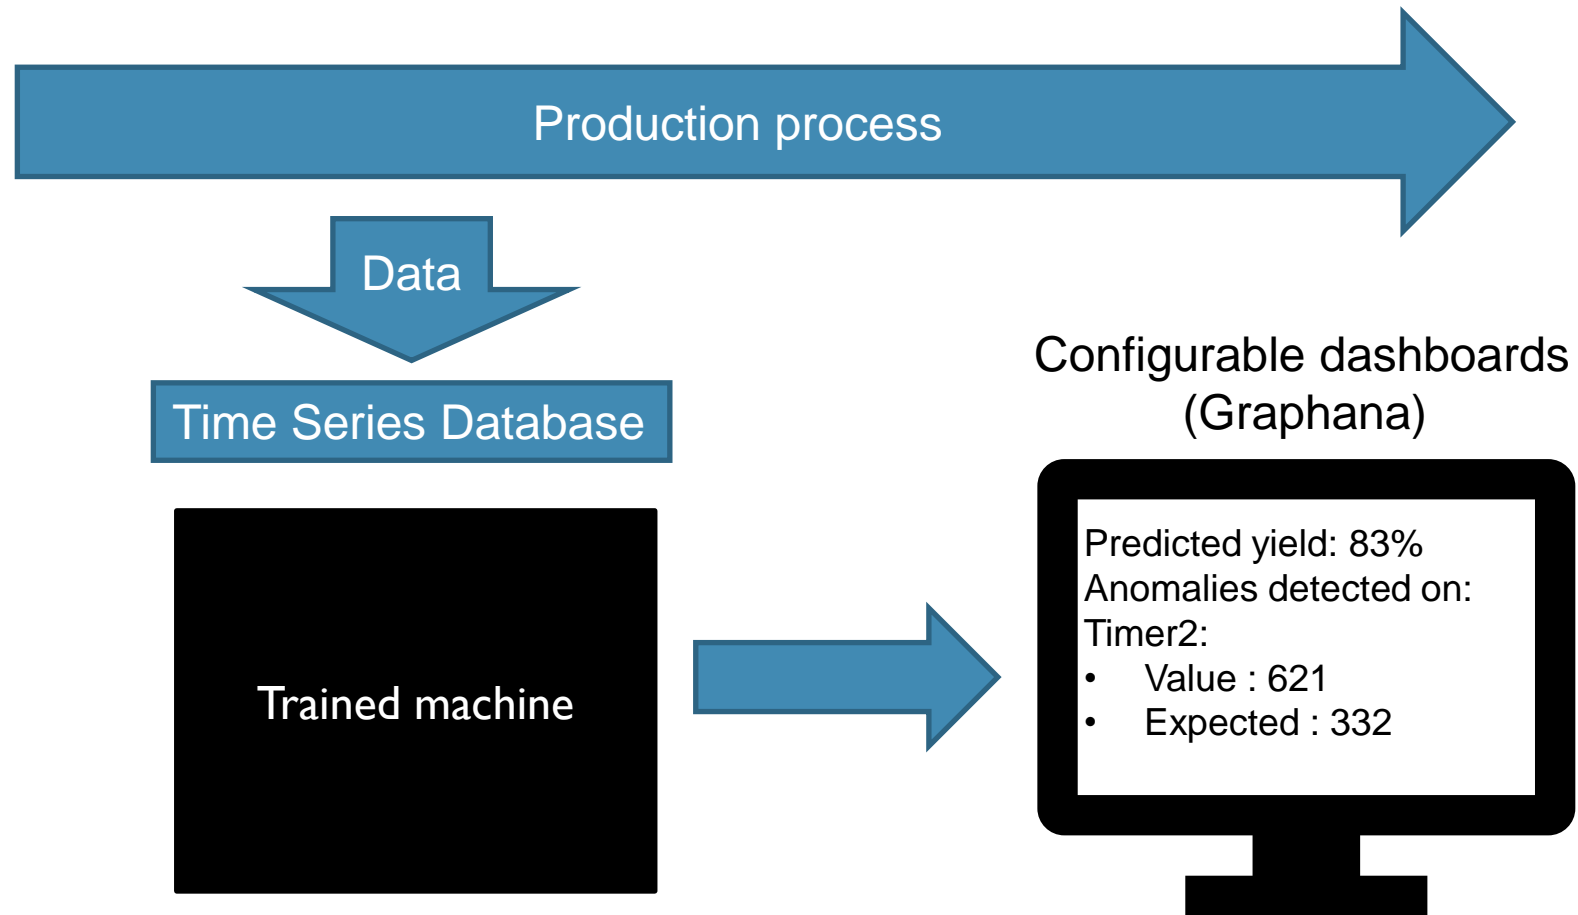 Production process
Data
Time Series Database
Trained machine
Configurable dashboards
(Graphana)
Predicted yield: 83%
Anomalies detected on:
Timer2:
• Value : 621
• Expected : 332